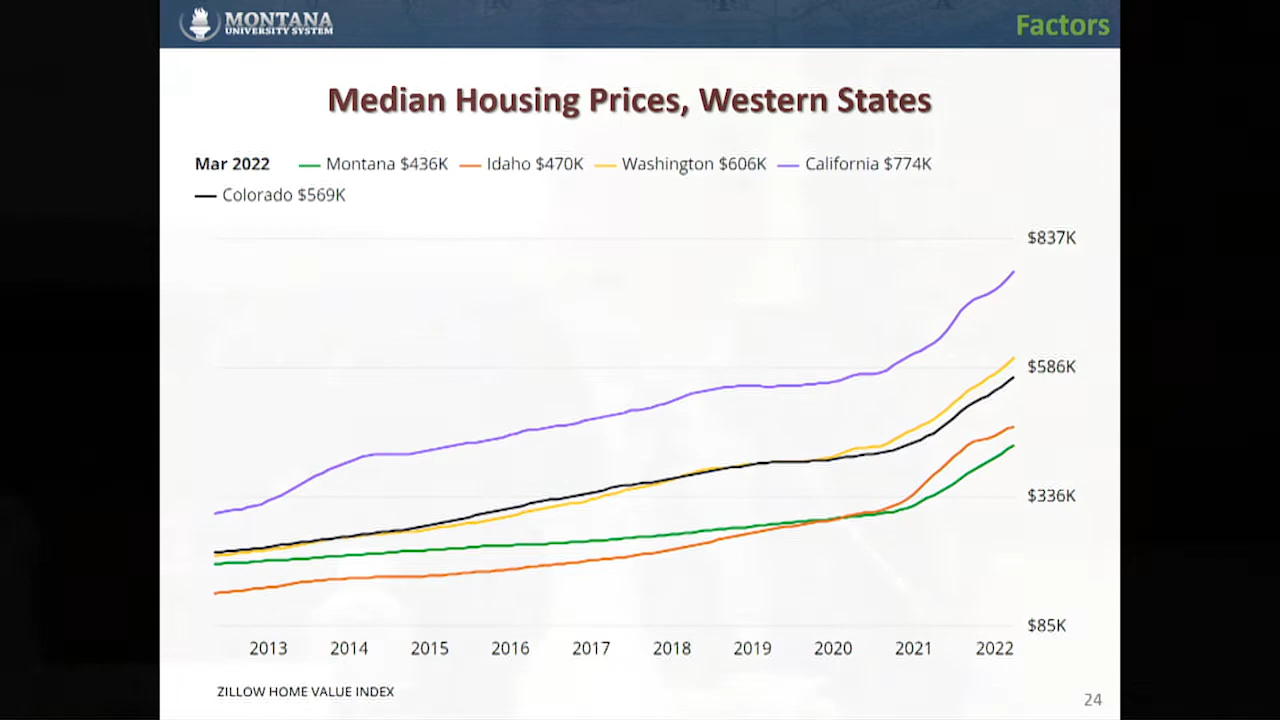 MONTANA
UNIVERSITY SYSTEM
Factors
Median Housing Prices, Western States
Mar 2022 Montana $436K Idaho $470K Washington $606K California $774K
Colorado $569K
$837K
$586K
$336K
$85K
2013 2014 2015 2016 2017 2018 2019 2020 2021 2022
ZILLOW HOME VALUE INDEX
24